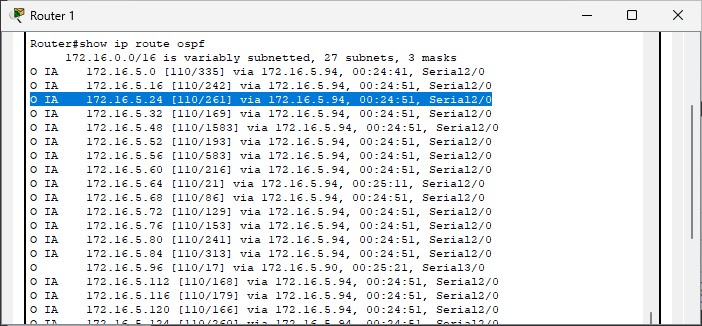 Router 1
Router#show ip route ospf
172.16.0.0/16 is variably subnetted, 27 subnets, 3 masks
O IA 172.16.5.0 [110/335] via 172.16.5.94, 00:24:41, Serial2/0
O IA 172.16.5.16 [110/242] via 172.16.5.94, 00:24:51, Serial2/0
O IA 172.16.5.24 [110/261] via 172.16.5.94, 00:24:51, Serial2/0
O IA 172.16.5.32 [110/169] via 172.16.5.94, 00:24:51, Serial2/0
O IA 172.16.5.48 [110/1583] via 172.16.5.94, 00:24:51, Serial2/0
O IA 172.16.5.52 [110/193] via 172.16.5.94, 00:24:51, Serial2/0
O IA 172.16.5.56 [110/583] via 172.16.5.94, 00:24:51, Serial2/0
O IA 172.16.5.60 [110/216] via 172.16.5.94, 00:24:51, Serial2/0
O IA 172.16.5.64 [110/21] via 172.16.5.94, 00:25:11, Serial2/0
O IA 172.16.5.68 [110/86] via 172.16.5.94, 00:24:51, Serial2/0
O IA 172.16.5.72 [110/129] via 172.16.5.94, 00:24:51, Serial2/0
O IA 172.16.5.76 [110/153] via 172.16.5.94, 00:24:51, Serial2/0
O IA 172.16.5.80 [110/241] via 172.16.5.94, 00:24:51, Serial2/0
O IA 172.16.5.84 [110/313] via 172.16.5.94, 00:24:51, Serial2/0
O 172.16.5.96 [110/17] via 172.16.5.90, 00:25:21, Serial3/0
O IA 172.16.5.112 [110/168] via 172.16.5.94, 00:24:51, Serial2/0
O IA 172.16.5.116 [110/179] via 172.16.5.94, 00:24:51, Serial2/0
O IA 172.16.5.120 [110/166] via 172.16.5.94, 00:24:51, Serial2/0
O IA 172.16.5.124 [110/260] via 172.16.5.94, 00:24:51, Serial2/0